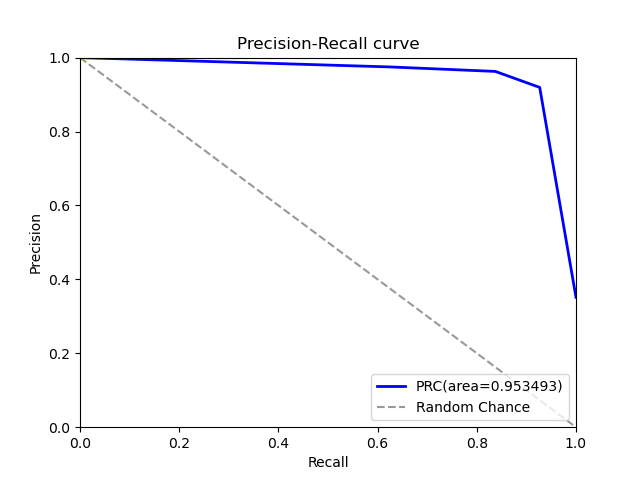 Precision-Recall curve
Precision
1.0
0.8
0.6
0.4
0.2
0.0
PRC(area=0.953493)
Random Chance
0.0 0.2 0.4 0.6 0.8 1.0
Recall